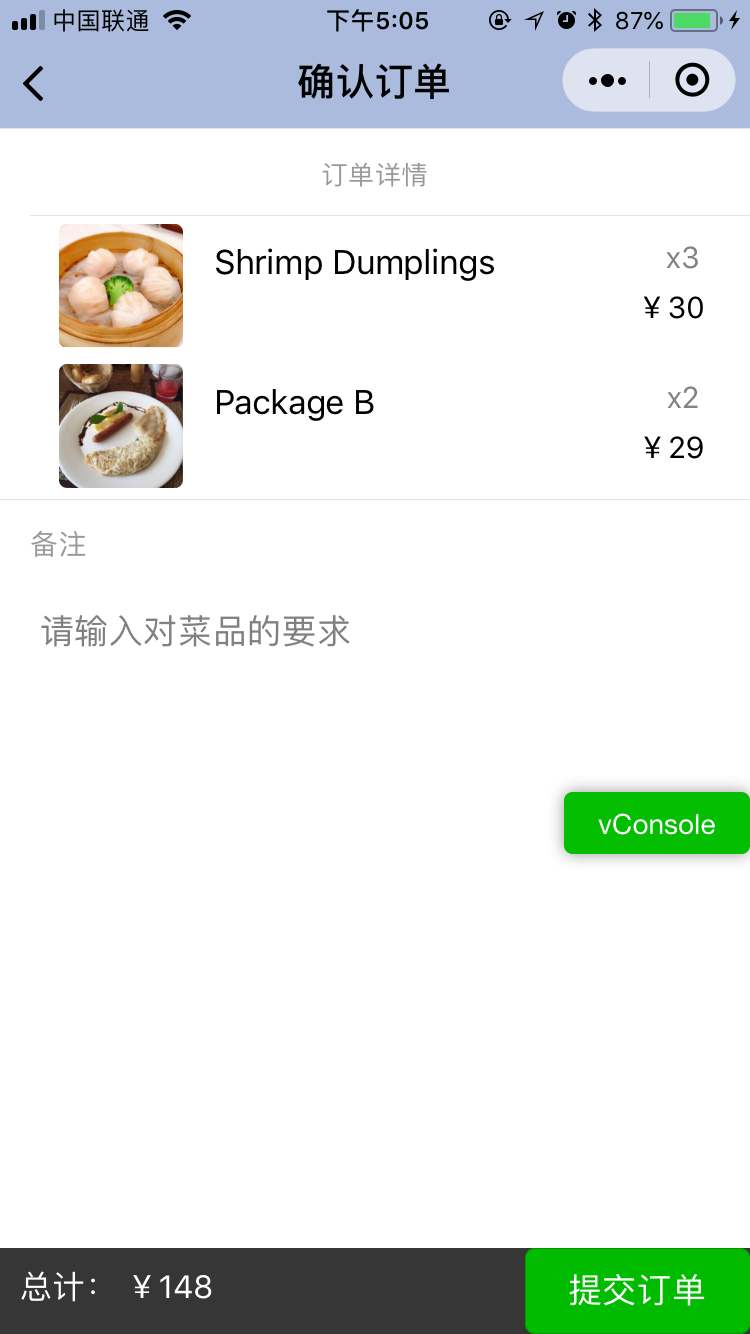 中国联通 下午5:05 87%
确认订单
订单详情
Shrimp Dumplings x3
¥ 30
Package B x2
¥ 29
备注
请输入对菜品的要求
vConsole
总计： ¥ 148 提交订单